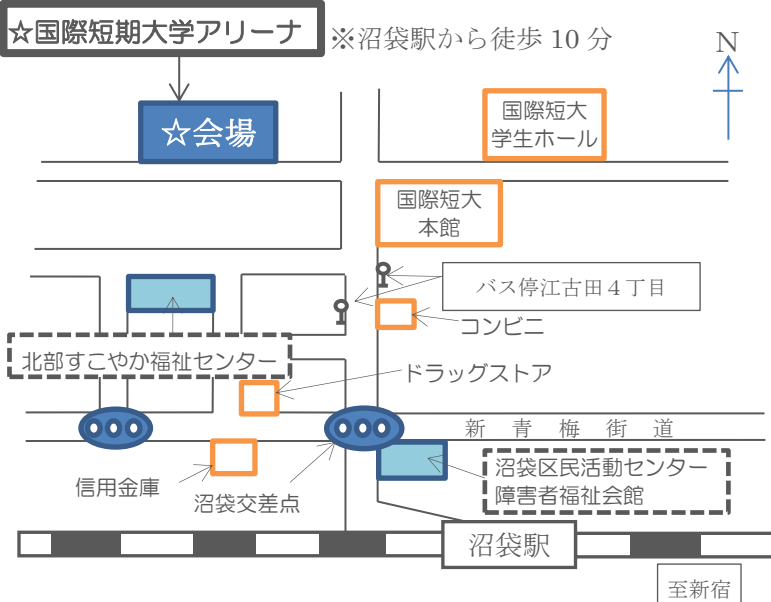 ☆国際短期大学アリーナ
※沼袋駅から徒歩 10 分
N
☆会場
国際短大
学生ホール
国際短大
本館
バス停江古田４丁目
コンビニ
北部すこやか福祉センター
ドラッグストア
新青梅街道
沼袋区民活動センター
障害者福祉会館
信用金庫
沼袋交差点
沼袋駅
至新宿